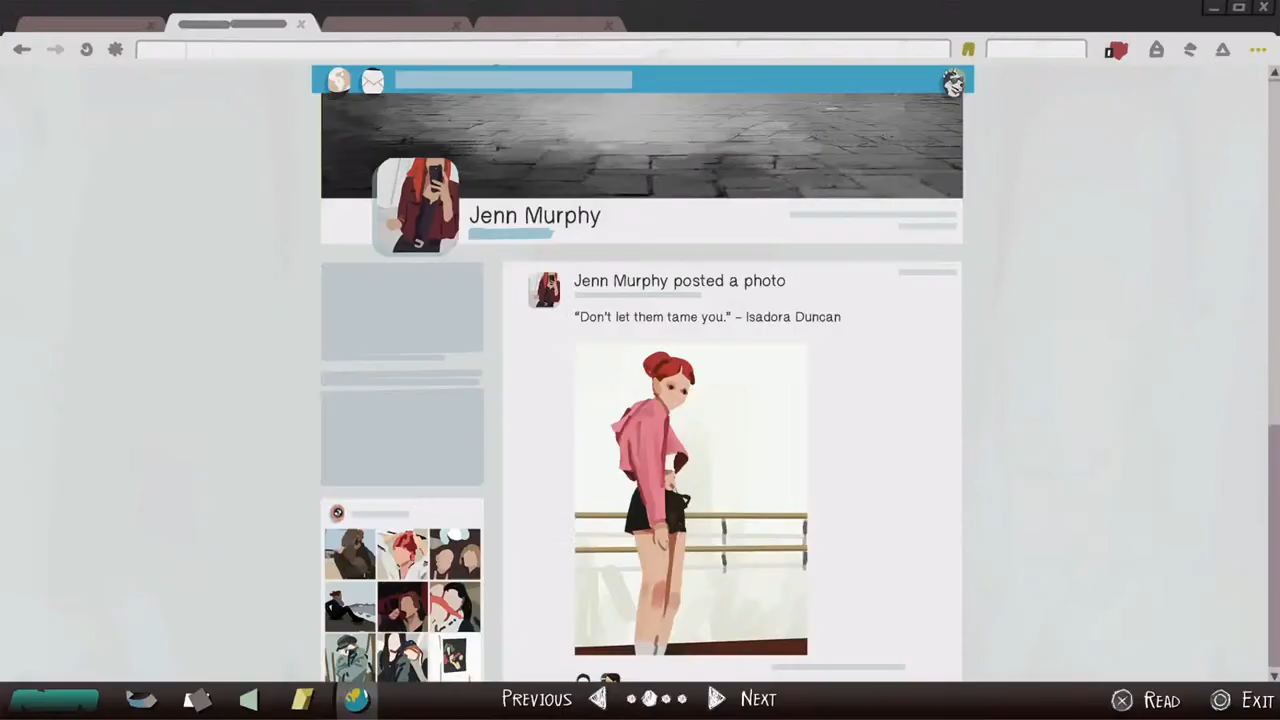 Jenn Murphy
Jenn Murphy posted a photo
“Don't let them tame you.” – Isadora Duncan
PREVIOUS
NEXT
READ
EXIT